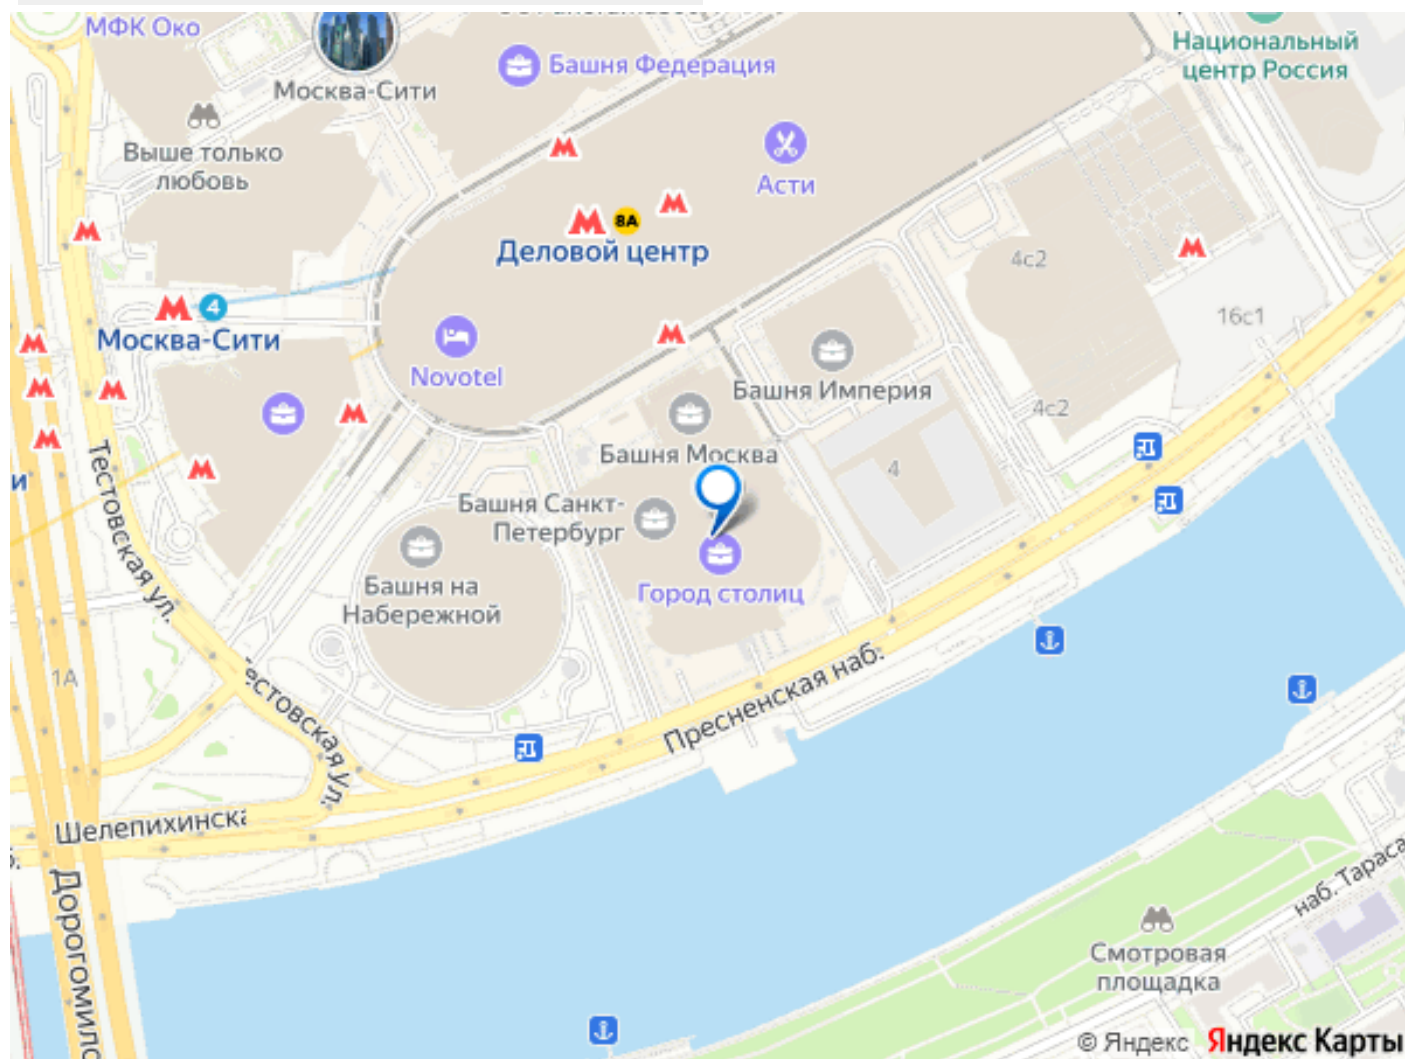 МФК Око
Национальный
центр Россия
Башня Федерация
Москва-Сити
Выше только
любовь
Асти
8А
Деловой центр
4с2
4
Москва-Сити
16с1
Novotel
Башня Империя
4с2
Башня Москва
4
и
Тестовская ул.
Башня Санкт-
Петербург
Башня на
Набережной
Город столиц
1А
Тестовская ул.
Пресненская наб.
Шелепихинска
Дорогомило
наб. Тараса
Смотровая
площадка
© Яндекс Яндекс Карты